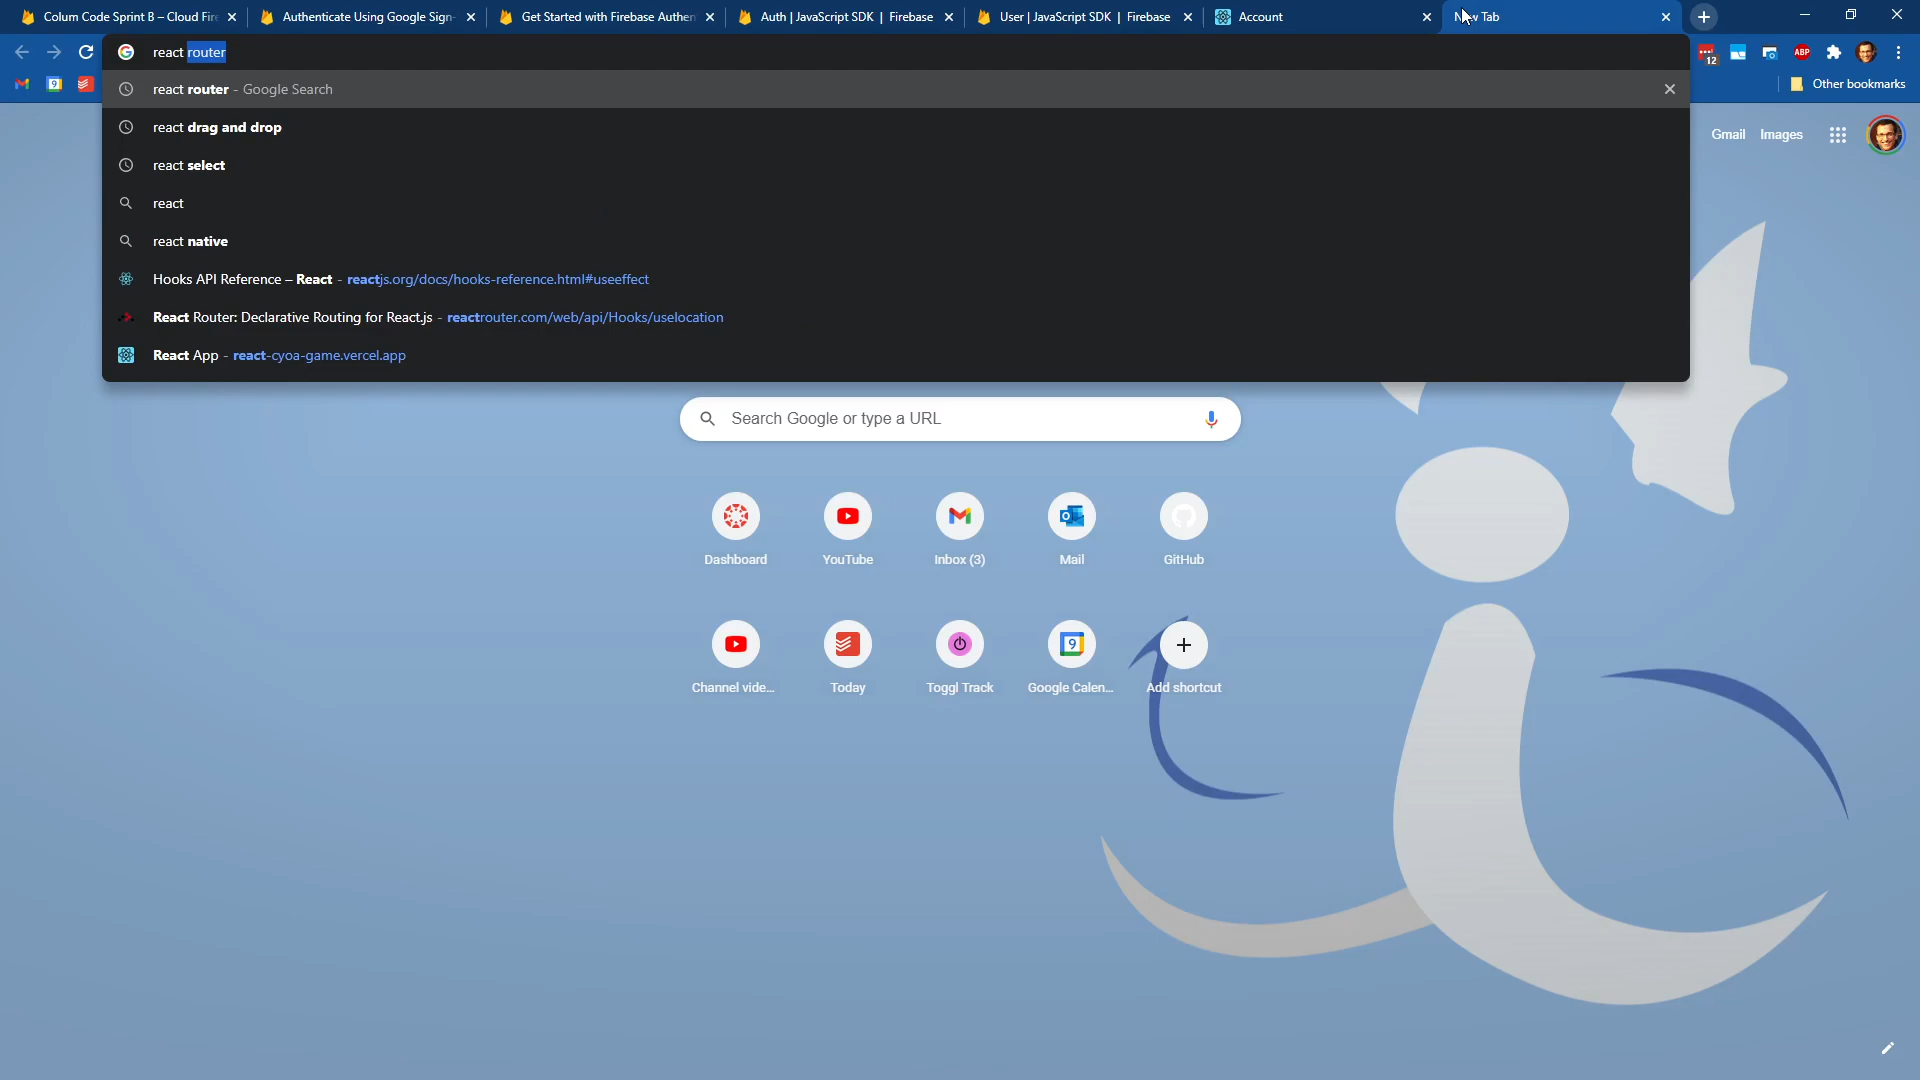 Colum Code Sprint B – Cloud Fir
Authenticate Using Google Sign-
Get Started with Firebase Authen
Auth | JavaScript SDK | Firebase
User | JavaScript SDK | Firebase
Account
New Tab
react router
ABP
12
9
Other bookmarks
react router - Google Search
react drag and drop
react select
react
react native
Hooks API Reference – React - reactjs.org/docs/hooks-reference.html#useeffect
React Router: Declarative Routing for React.js - reactrouter.com/web/api/Hooks/uselocation
React App - react-cyoa-game.vercel.app
Gmail Images
Search Google or type a URL
Dashboard
YouTube
Inbox (3)
Mail
GitHub
9
Channel vide...
Today
Toggl Track
Google Calen...
Add shortcut